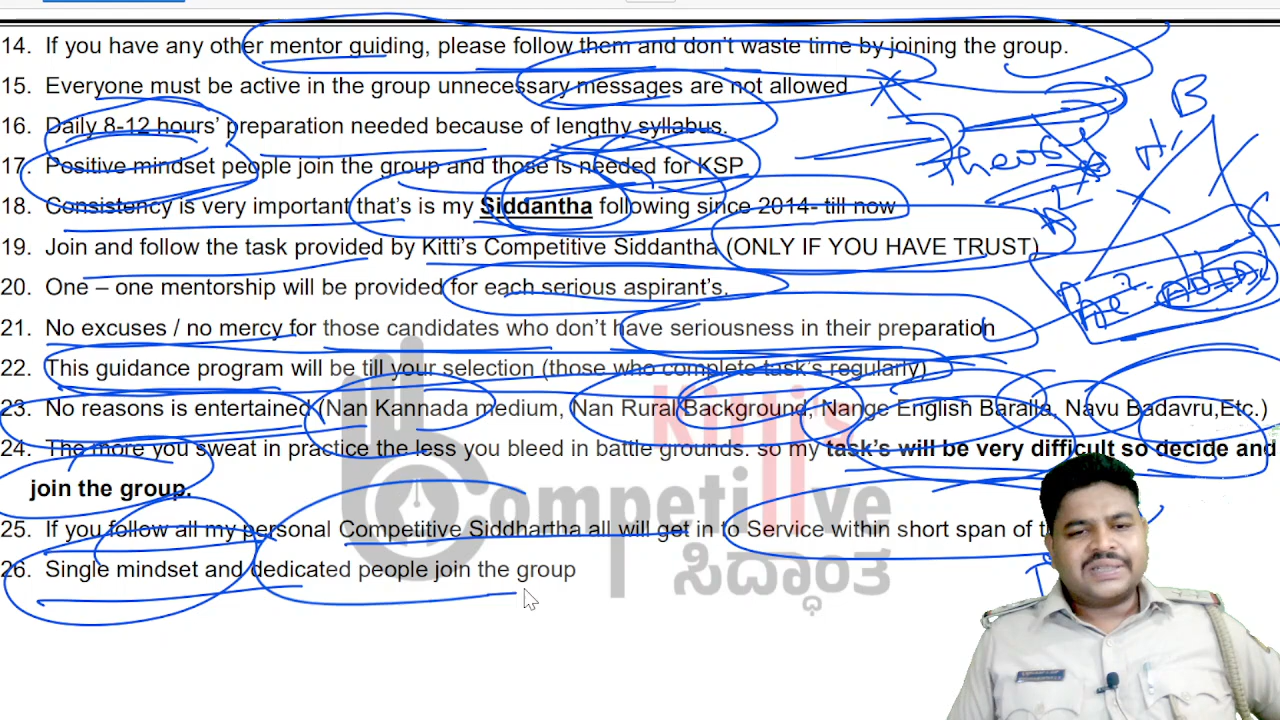 14. If you have any other mentor guiding, please follow them and don't waste time by joining the group.
15. Everyone must be active in the group unnecessary messages are not allowed
16. Daily 8-12 hours' preparation needed because of lengthy syllabus.
17. Positive mindset people join the group and those is needed for KSP
18. Consistency is very important that's is my Siddantha following since 2014- till now
19. Join and follow the task provided by Kitti's Competitive Siddantha (ONLY IF YOU HAVE TRUST)
20. One – one mentorship will be provided for each serious aspirant's.
21. No excuses / no mercy for those candidates who don't have seriousness in their preparation
22. This guidance program will be till your selection (those who complete task's regularly)
23. No reasons is entertained (Nan Kannada medium, Nan Rural Background, Nange English Baralla, Navu Badavru,Etc.)
24. The more you sweat in practice the less you bleed in battle grounds. so my task's will be very difficult so decide and
join the group.
25. If you follow all my personal Competitive Siddhartha all will get in to Service within short span of
26. Single mindset and dedicated people join the group
Kitti's
Competitive
ಸಿದ್ಧಾಂತ
Theory
B